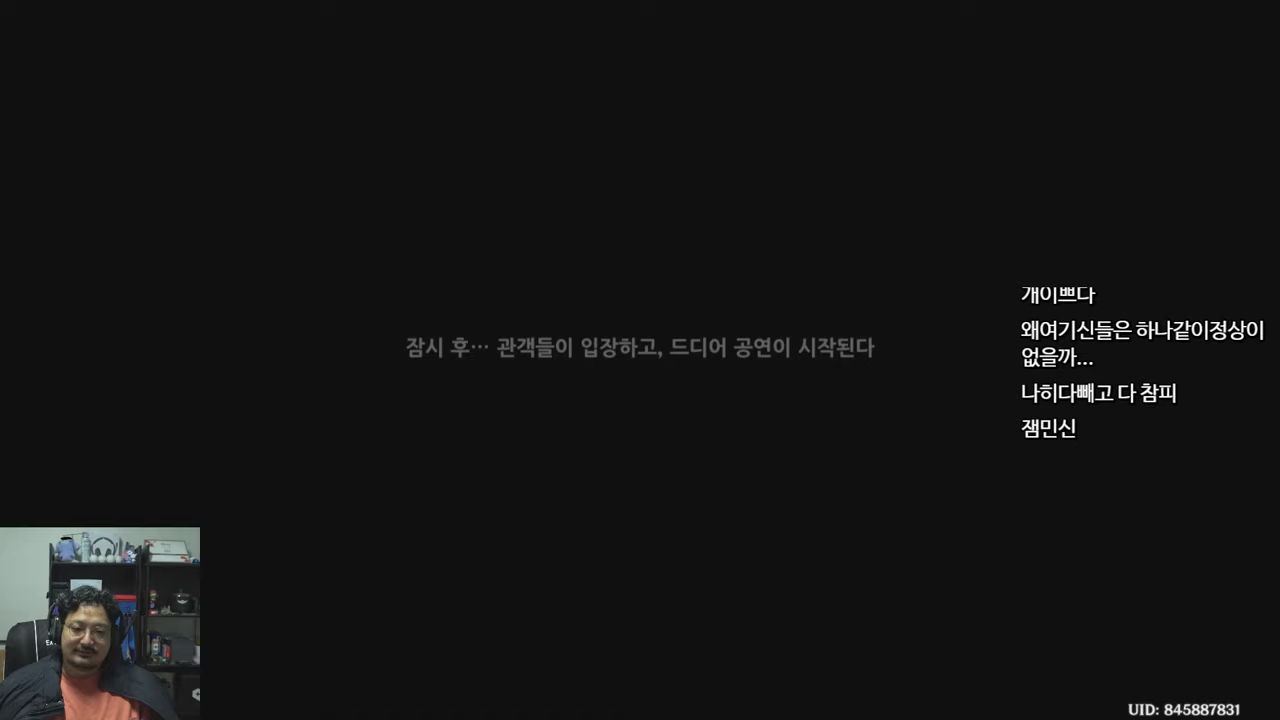 잠시 후… 관객들이 입장하고, 드디어 공연이 시작된다
개이쁘다
왜여기신들은 하나같이정상이
없을까...
나히다빼고 다 참피
잼민신
UID: 845887831